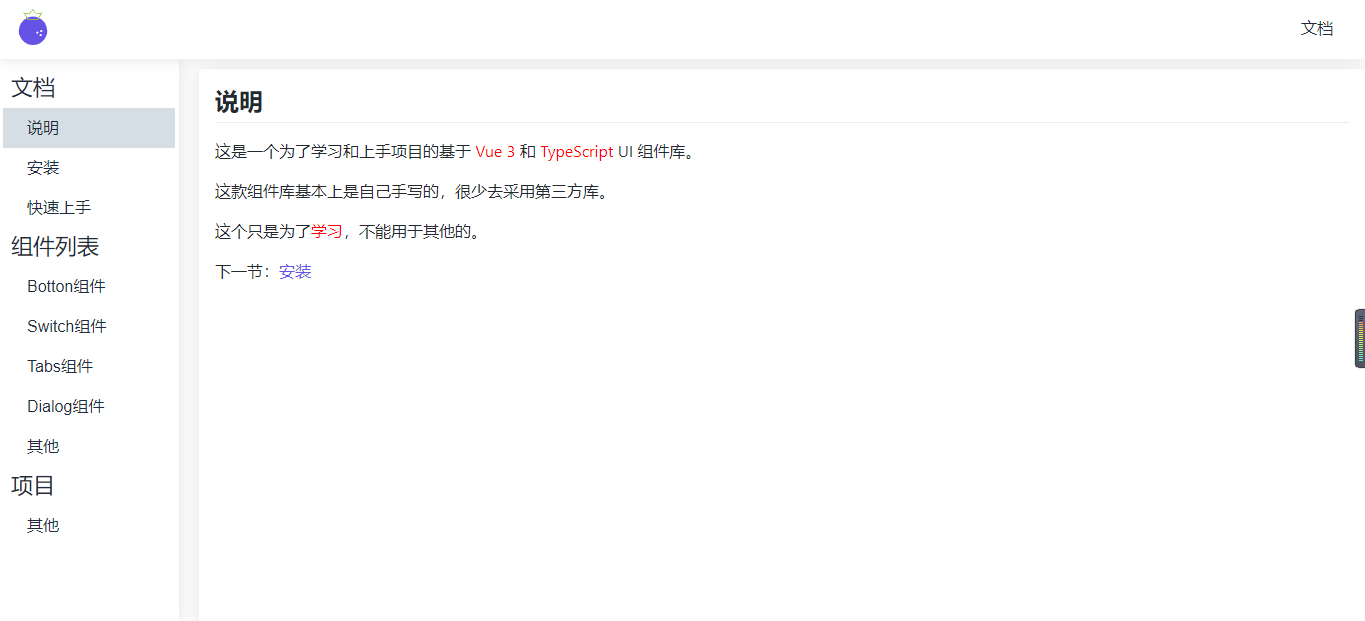 文档
文档
说明
安装
快速上手
组件列表
Botton组件
Switch组件
Tabs组件
Dialog组件
其他
项目
其他
说明
这是一个为了学习和上手项目的基于 Vue 3 和 TypeScript UI 组件库。
这款组件库基本上是自己手写的，很少去采用第三方库。
这个只是为了学习，不能用于其他的。
下一节：安装